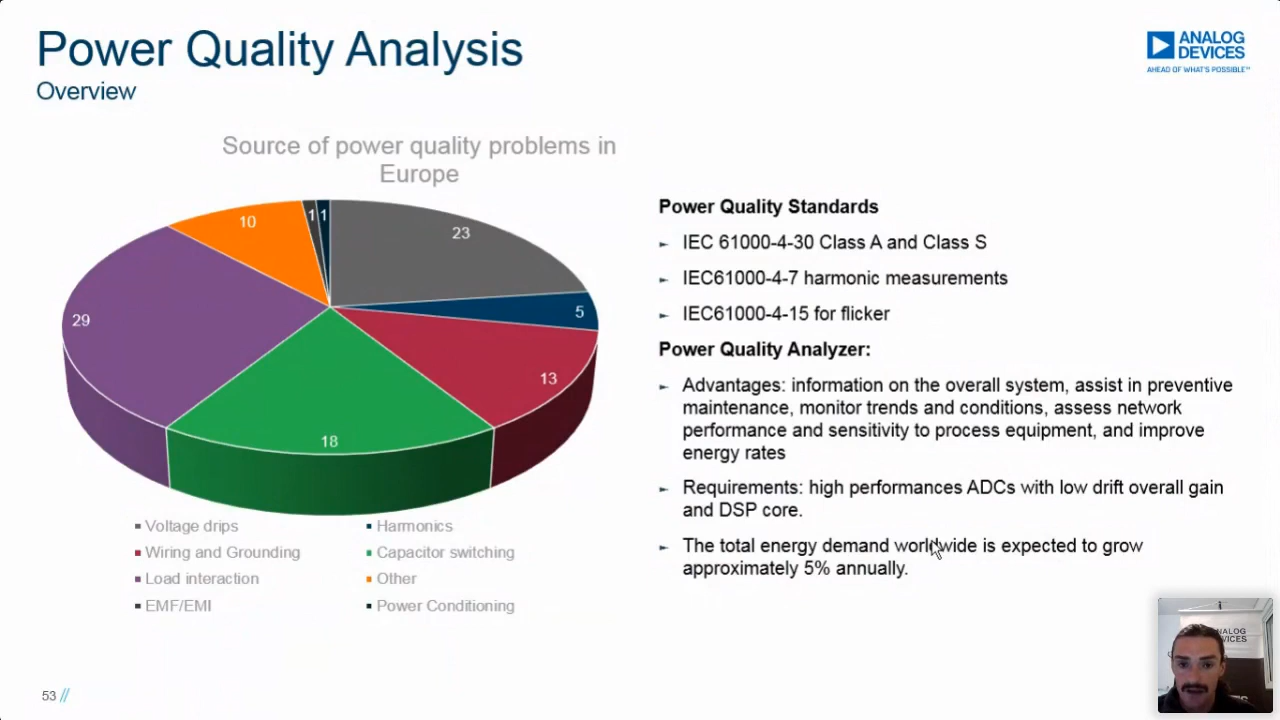 Power Quality Analysis
Overview
ANALOG
DEVICES
AHEAD OF WHAT'S POSSIBLE™
Source of power quality problems in
Europe
23
5
13
18
29
10
1
1
Voltage drips
Harmonics
Wiring and Grounding
Capacitor switching
Load interaction
Other
EMF/EMI
Power Conditioning
Power Quality Standards
IEC 61000-4-30 Class A and Class S
IEC61000-4-7 harmonic measurements
IEC61000-4-15 for flicker
Power Quality Analyzer:
Advantages: information on the overall system, assist in preventive
maintenance, monitor trends and conditions, assess network
performance and sensitivity to process equipment, and improve
energy rates
Requirements: high performances ADCs with low drift overall gain
and DSP core.
The total energy demand worldwide is expected to grow
approximately 5% annually.
53 //